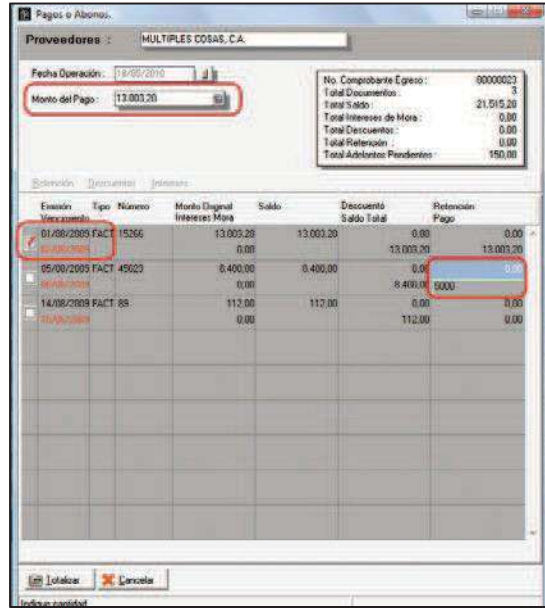 Pagos o Abonos.
Proveedores : MULTIPLES COSAS, C.A.
Fecha Operación : 18/05/2010
Monto del Pago : 13.003,20
No. Comprobante Egreso : 00000023
Total Documentos : 3
Total Saldo : 21.515,20
Total Intereses de Mora : 0,00
Total Descuentos : 0,00
Total Retención : 0,00
Total Adelantos Pendientes : 150,00
Retención Descuentos Intereses
Emisión Tipo Número Monto Original Saldo Descuento Retención
Vencimiento Intereses Mora Saldo Total Pago
01/08/2009 FACT 15266 13.003,20 13.003,20 0,00 0,00
0,00 13.003,20 13.003,20
05/08/2005 FACT 45023 8.400,00 8.400,00 0,00 0,00
0,00 8.400,00 5000
14/08/2009 FACT 89 112,00 112,00 0,00 0,00
0,00 112,00 0,00
Totalizar Cancelar
Indique cantidad